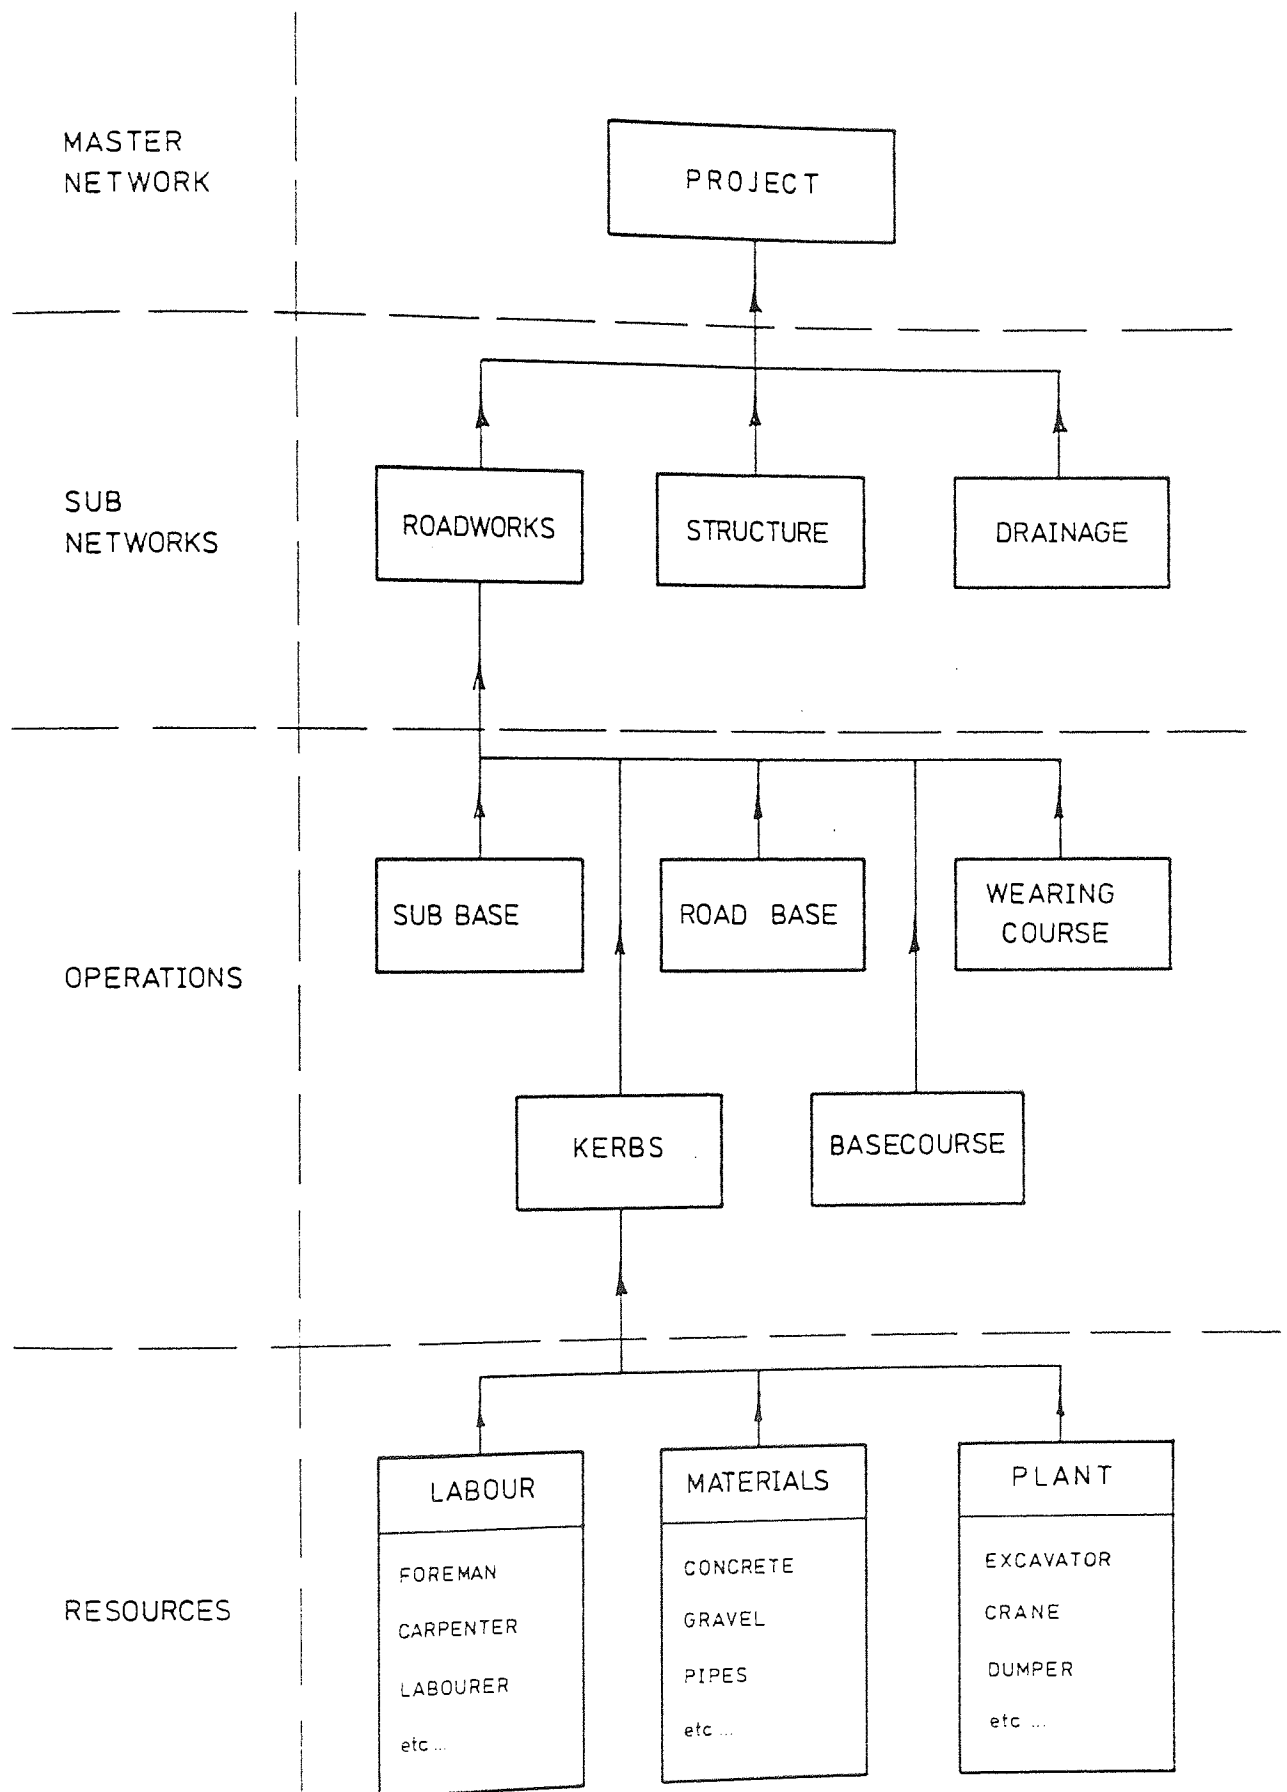 MASTER
NETWORK
PROJECT
SUB
NETWORKS
ROADWORKS
STRUCTURE
DRAINAGE
OPERATIONS
SUB BASE
ROAD BASE
WEARING
COURSE
KERBS
BASECOURSE
RESOURCES
LABOUR
FOREMAN
CARPENTER
LABOURER
etc ...
MATERIALS
CONCRETE
GRAVEL
PIPES
etc ...
PLANT
EXCAVATOR
CRANE
DUMPER
etc ...